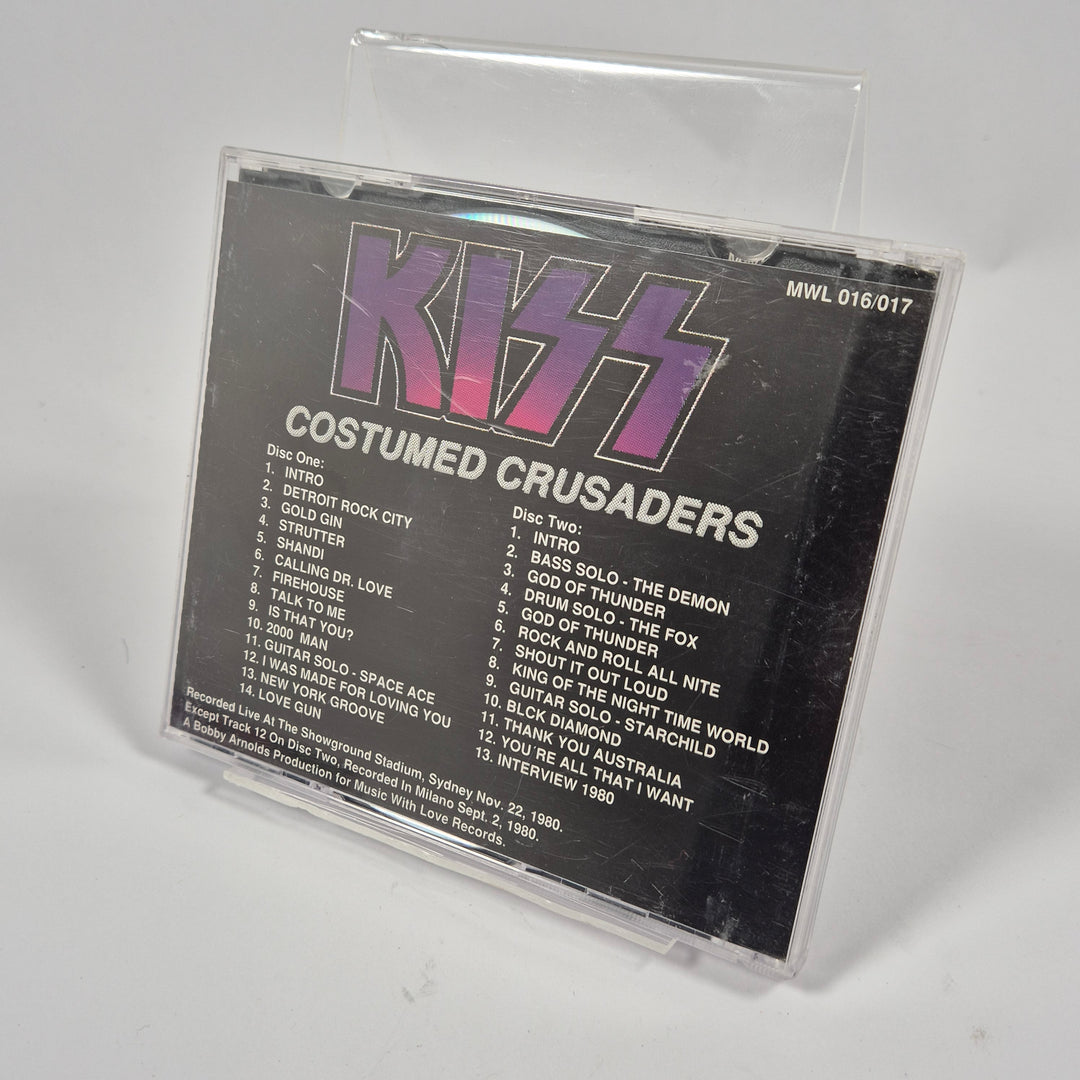 KISS
MWL 016/017
COSTUMED CRUSADERS
Disc One:
1. INTRO
2. DETROIT ROCK CITY
3. GOLD GIN
4. STRUTTER
5. SHANDI
6. CALLING DR. LOVE
7. FIREHOUSE
8. TALK TO ME
9. IS THAT YOU?
10. 2000 MAN
11. GUITAR SOLO - SPACE ACE
12. I WAS MADE FOR LOVING YOU
13. NEW YORK GROOVE
14. LOVE GUN
Disc Two:
1. INTRO
2. BASS SOLO - THE DEMON
3. GOD OF THUNDER
4. DRUM SOLO - THE FOX
5. GOD OF THUNDER
6. ROCK AND ROLL ALL NITE
7. SHOUT IT OUT LOUD
8. KING OF THE NIGHT TIME WORLD
9. GUITAR SOLO - STARCHILD
10. BLCK DIAMOND
11. THANK YOU AUSTRALIA
12. YOU´RE ALL THAT I WANT
13. INTERVIEW 1980
Recorded Live At The Showground Stadium, Sydney Nov. 22, 1980.
Except Track 12 On Disc Two, Recorded In Milano Sept. 2, 1980.
A Bobby Arnolds Production for Music With Love Records.